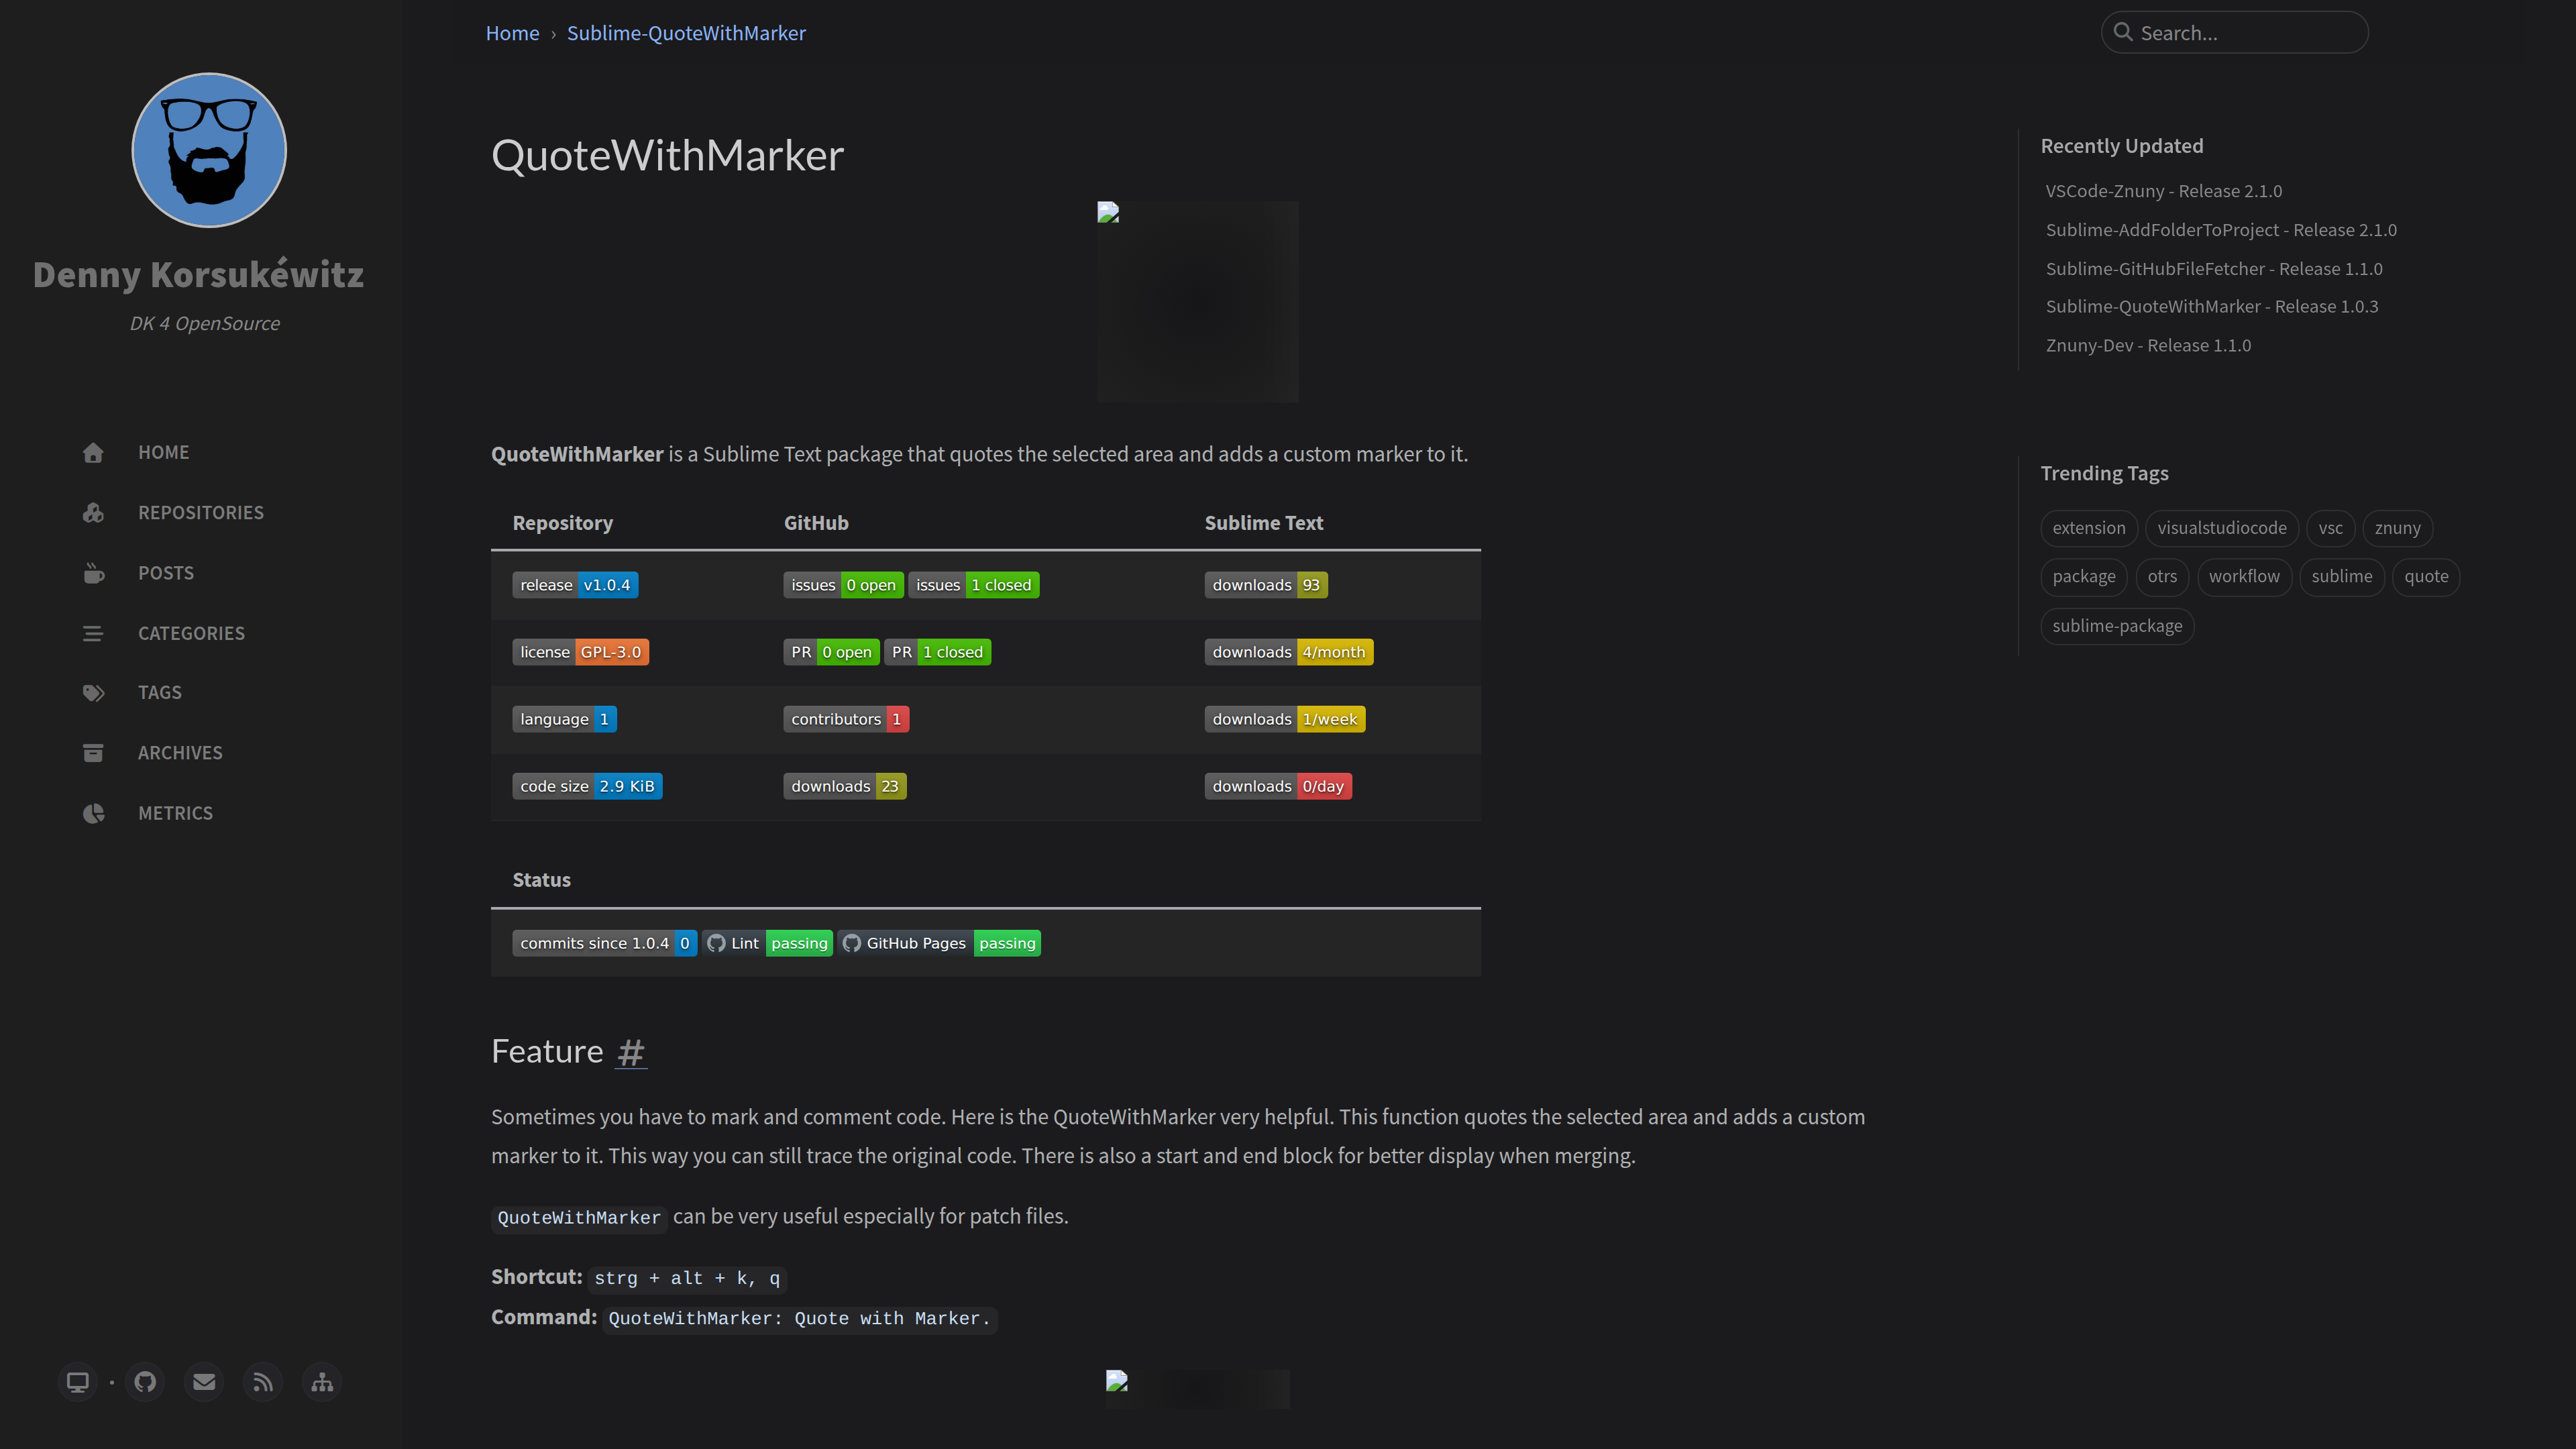 Denny Korsukéwitz
DK 4 OpenSource
HOME
REPOSITORIES
POSTS
CATEGORIES
TAGS
ARCHIVES
METRICS
Home › Sublime-QuoteWithMarker
Search...
QuoteWithMarker
QuoteWithMarker is a Sublime Text package that quotes the selected area and adds a custom marker to it.
Repository GitHub Sublime Text
release v1.0.4 issues 0 open issues 1 closed downloads 93
license GPL-3.0 PR 0 open PR 1 closed downloads 4/month
language 1 contributors 1 downloads 1/week
code size 2.9 KiB downloads 23 downloads 0/day
Status
commits since 1.0.4 0 Lint passing GitHub Pages passing
Feature #
Sometimes you have to mark and comment code. Here is the QuoteWithMarker very helpful. This function quotes the selected area and adds a custom
marker to it. This way you can still trace the original code. There is also a start and end block for better display when merging.
QuoteWithMarker can be very useful especially for patch files.
Shortcut: strg + alt + k, q
Command: QuoteWithMarker: Quote with Marker.
Recently Updated
VSCode-Znuny - Release 2.1.0
Sublime-AddFolderToProject - Release 2.1.0
Sublime-GitHubFileFetcher - Release 1.1.0
Sublime-QuoteWithMarker - Release 1.0.3
Znuny-Dev - Release 1.1.0
Trending Tags
extension visualstudiocode vsc znuny
package otrs workflow sublime quote
sublime-package